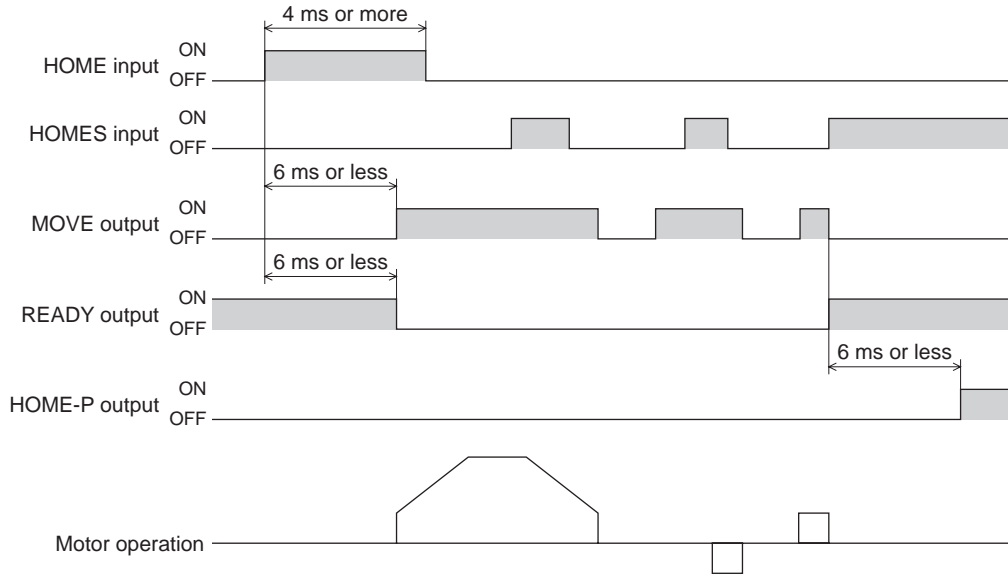 4 ms or more
HOME input
ON
OFF
HOMES input
ON
OFF
6 ms or less
MOVE output
ON
OFF
6 ms or less
READY output
ON
OFF
6 ms or less
HOME-P output
ON
OFF
Motor operation